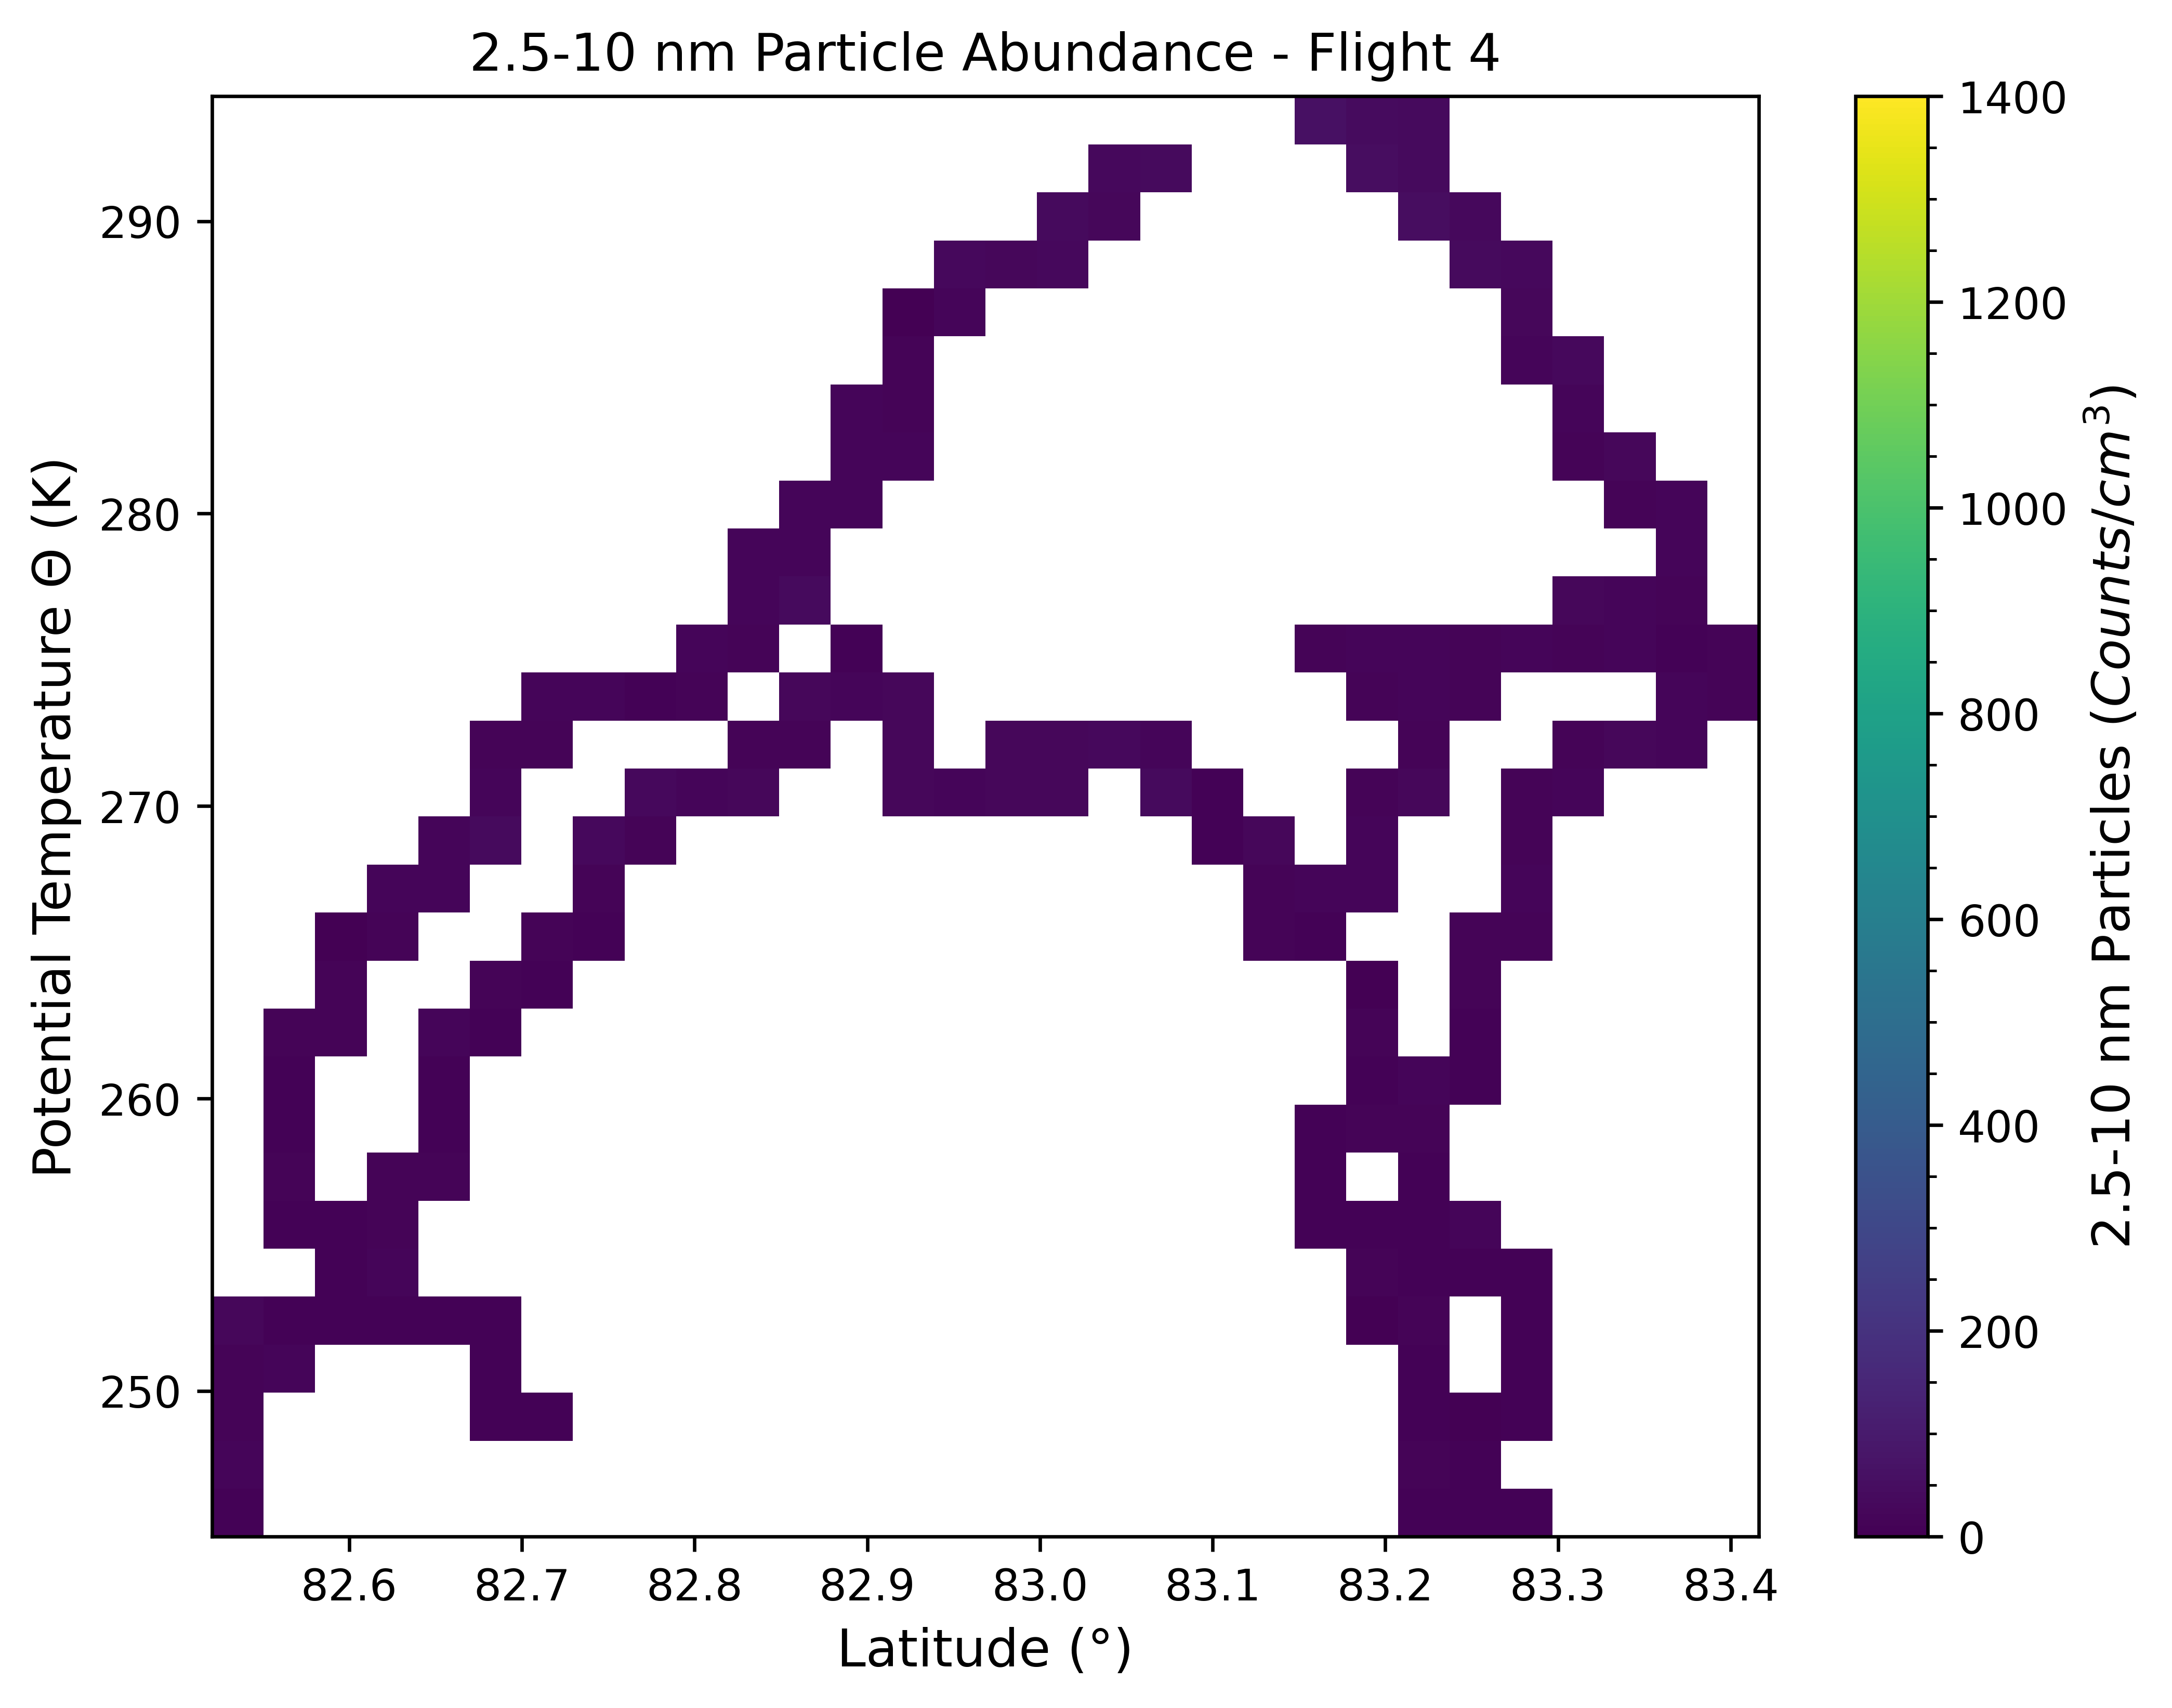 2.5-10 nm Particle Abundance - Flight 4
Potential Temperature Θ (K)
290
280
270
260
250
82.6 82.7 82.8 82.9 83.0 83.1 83.2 83.3 83.4
Latitude (°)
1400
1200
1000
800
600
400
200
0
2.5-10 nm Particles (Counts/cm³)